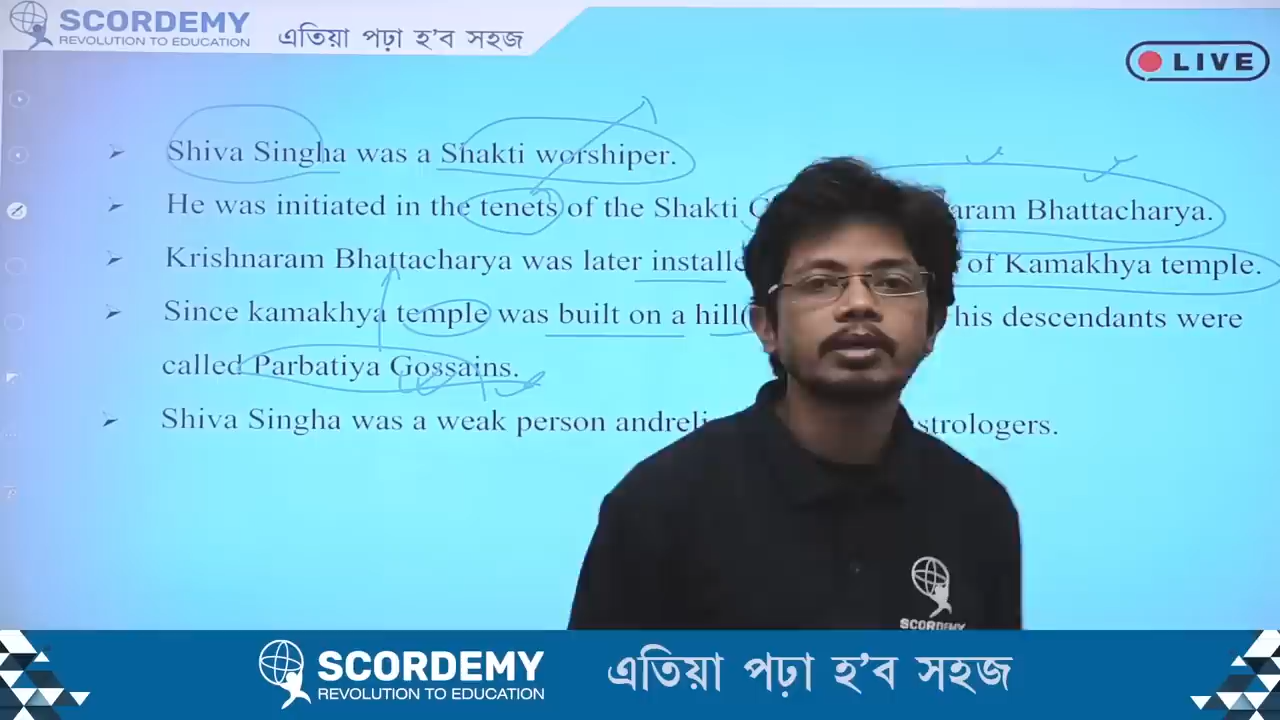 SCORDEMY
REVOLUTION TO EDUCATION
এতিয়া পঢ়া হ'ব সহজ
LIVE
Shiva Singha was a Shakti worshiper.
He was initiated in the tenets of the Shakti aram Bhattacharya.
Krishnaram Bhattacharya was later installe of Kamakhya temple.
Since kamakhya temple was built on a hill( his descendants were
called Parbatiya Gossains.
Shiva Singha was a weak person andreli strologers.
SCORDEMY
SCORDEMY
REVOLUTION TO EDUCATION
এতিয়া পঢ়া হ'ব সহজ